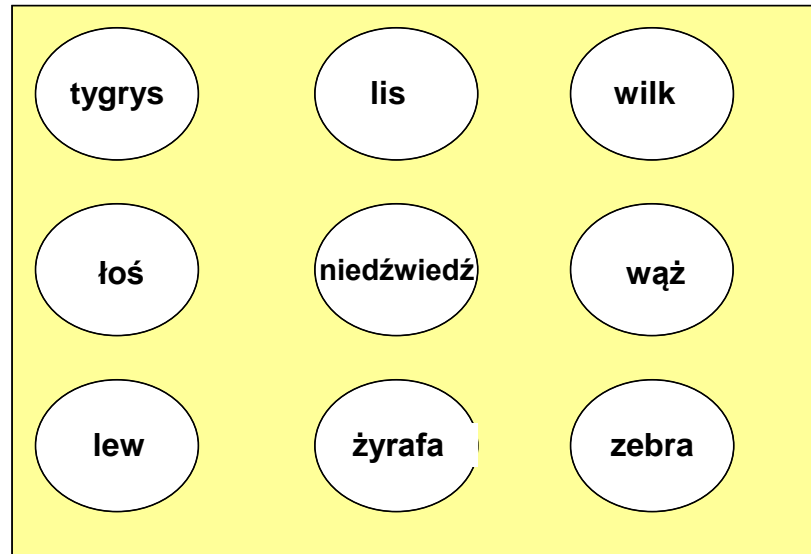 tygrys lis wilk
łoś niedźwiedź wąż
lew żyrafa zebra